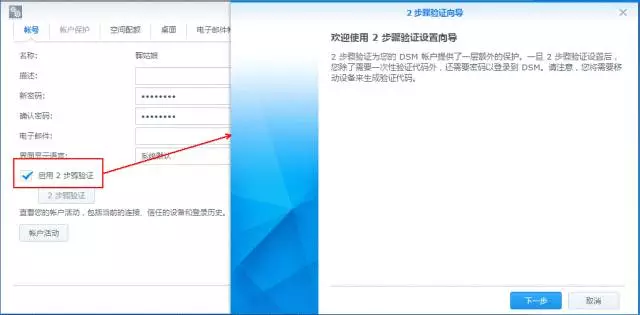 帐号 帐户保护 空间配额 桌面 电子邮件
名称:
描述:
新密码: ••••••••
确认密码: ••••••••
电子邮件:
界面显示语言: 系统默认
启用 2 步骤验证
2 步骤验证
查看您的帐户活动，包括当前的连接、信任的设备和登录历史。
帐户活动
2 步骤验证向导
欢迎使用 2 步骤验证设置向导
2 步骤验证为您的 DSM 帐户提供了一层额外的保护。一旦 2 步骤验证设置后，
您除了需要一次性验证代码外，还需要密码以登录到 DSM。请注意，您将需要移
动设备来生成验证代码。
下一步 取消